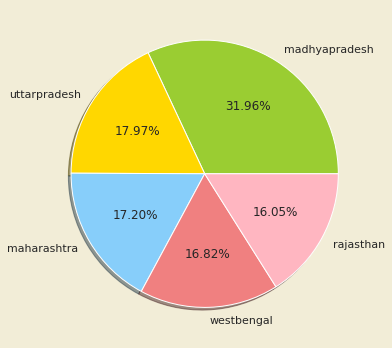 madhyapradesh
31.96%
uttarpradesh
17.97%
17.20%
maharashtra
16.82%
westbengal
16.05%
rajasthan